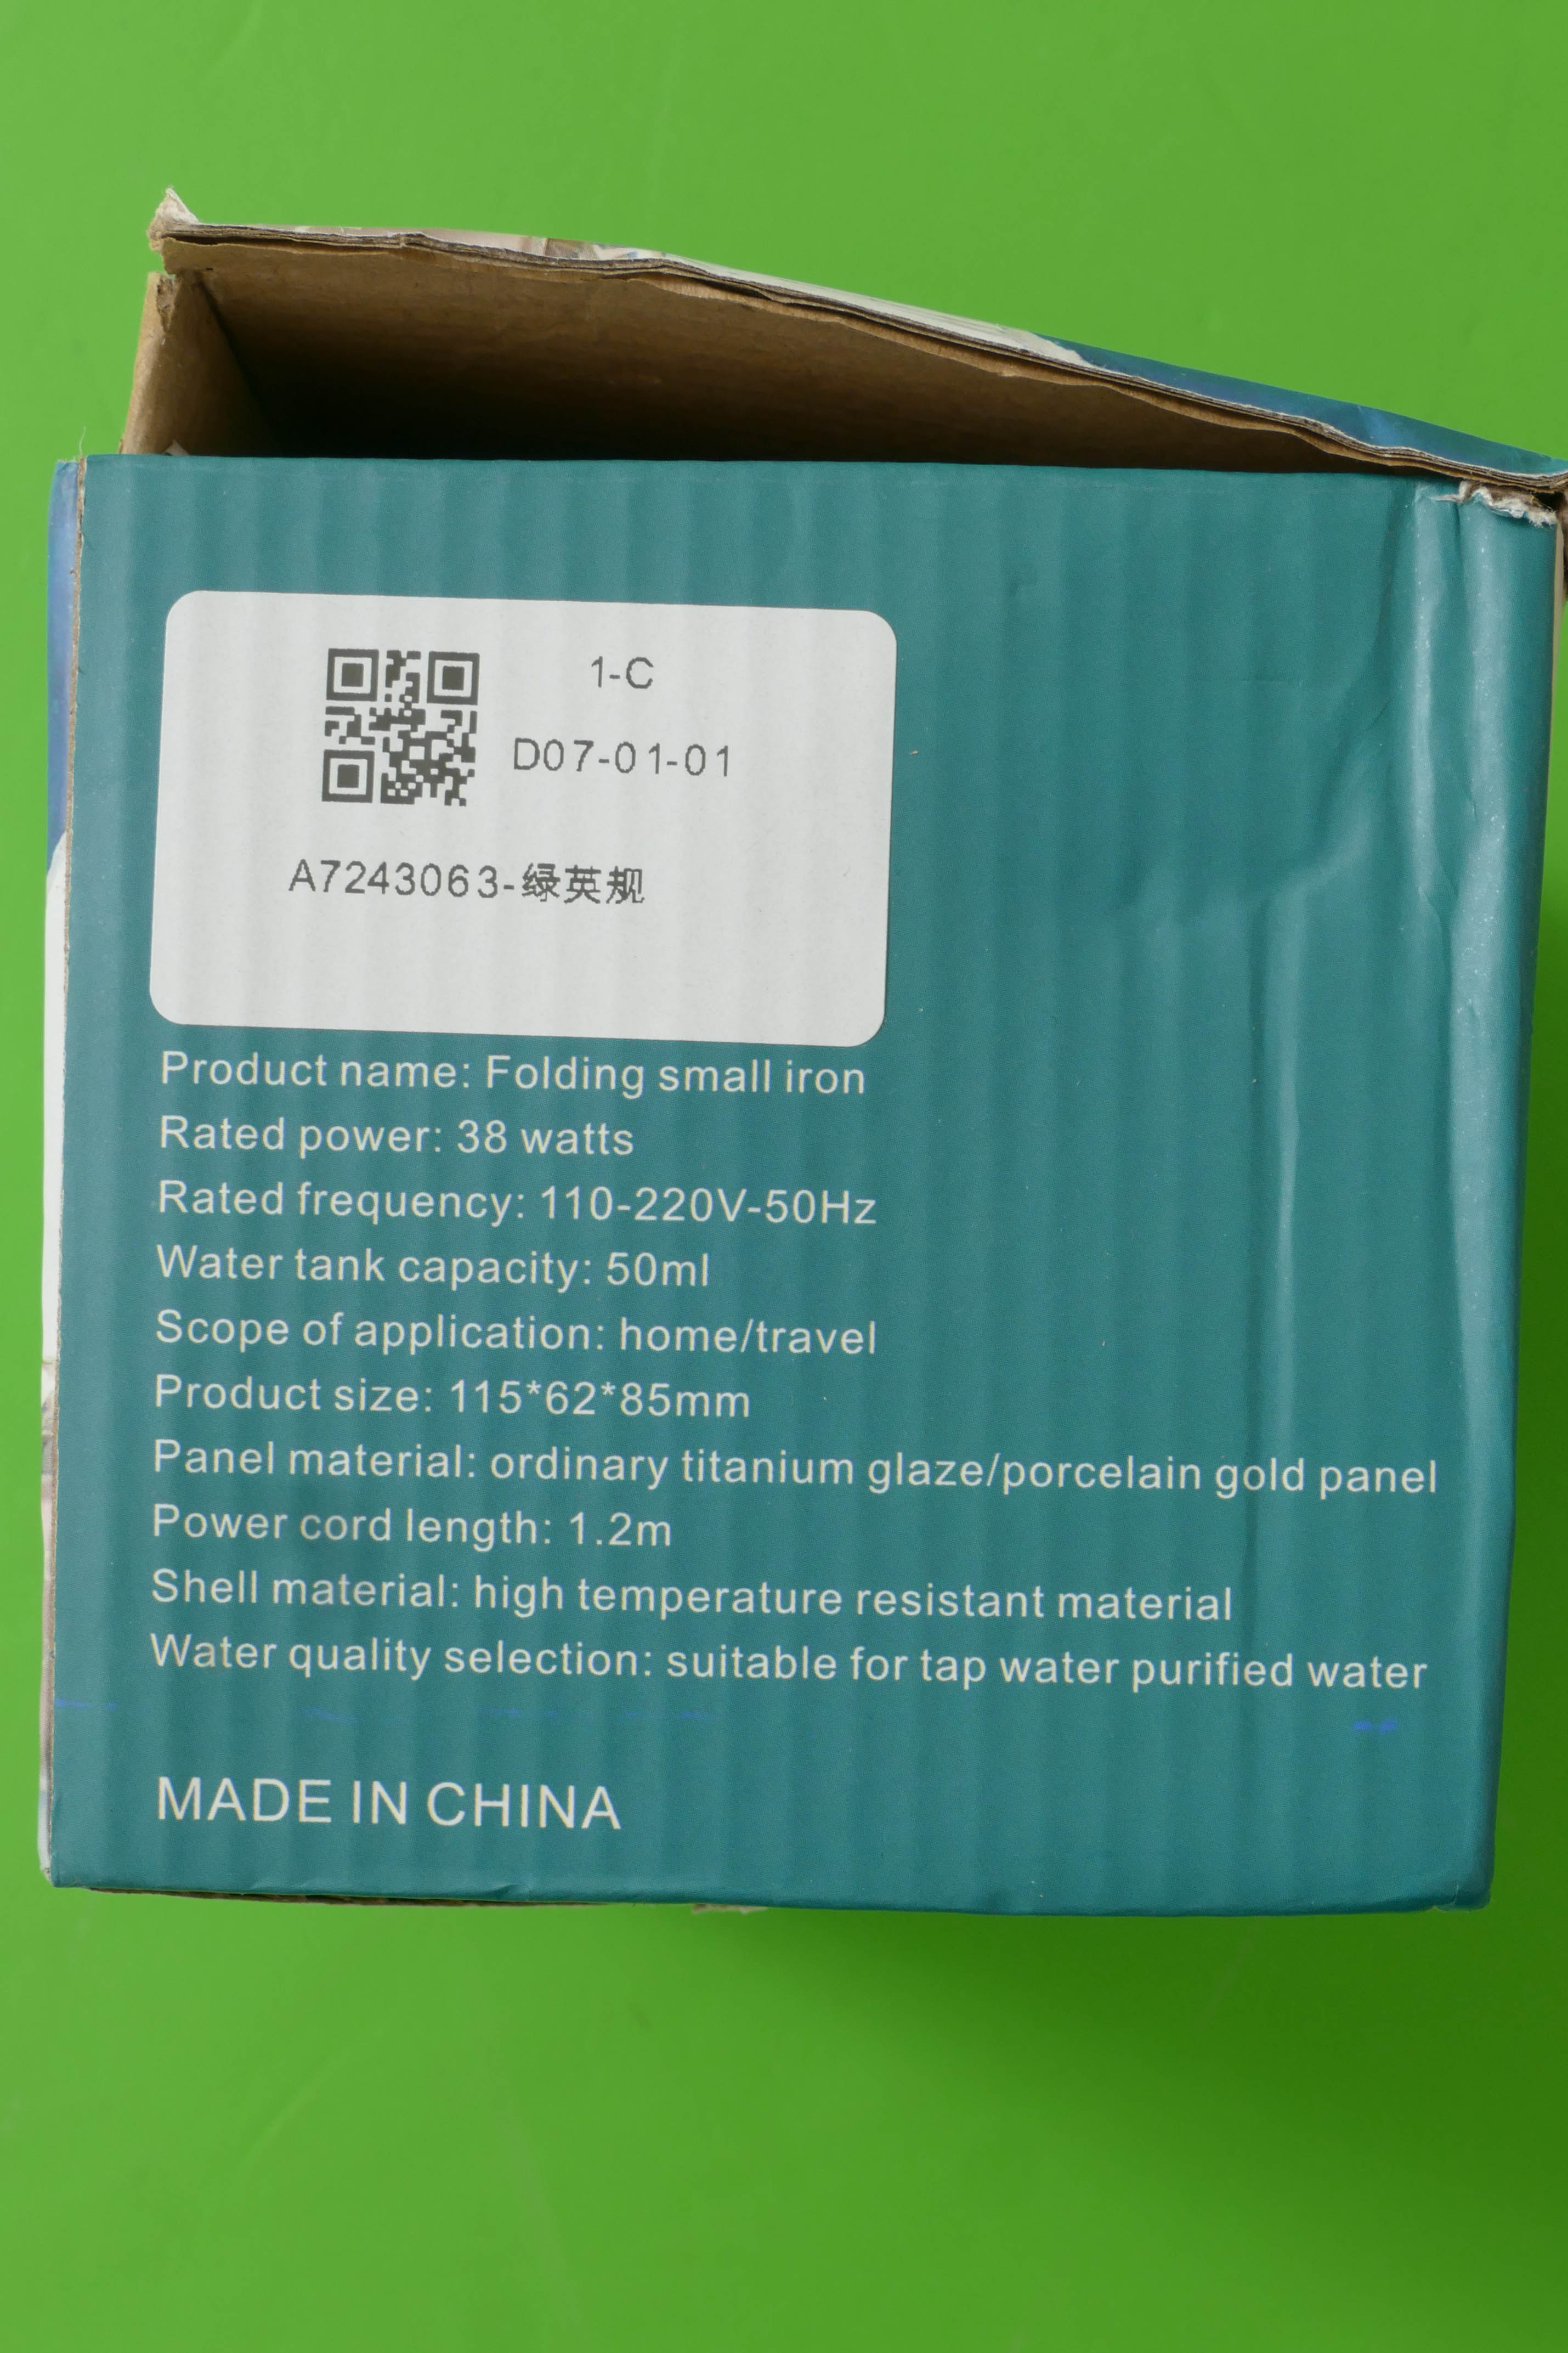 1-C
D07-01-01
A7243063-绿英规
Product name: Folding small iron
Rated power: 38 watts
Rated frequency: 110-220V-50Hz
Water tank capacity: 50ml
Scope of application: home/travel
Product size: 115*62*85mm
Panel material: ordinary titanium glaze/porcelain gold panel
Power cord length: 1.2m
Shell material: high temperature resistant material
Water quality selection: suitable for tap water purified water
MADE IN CHINA